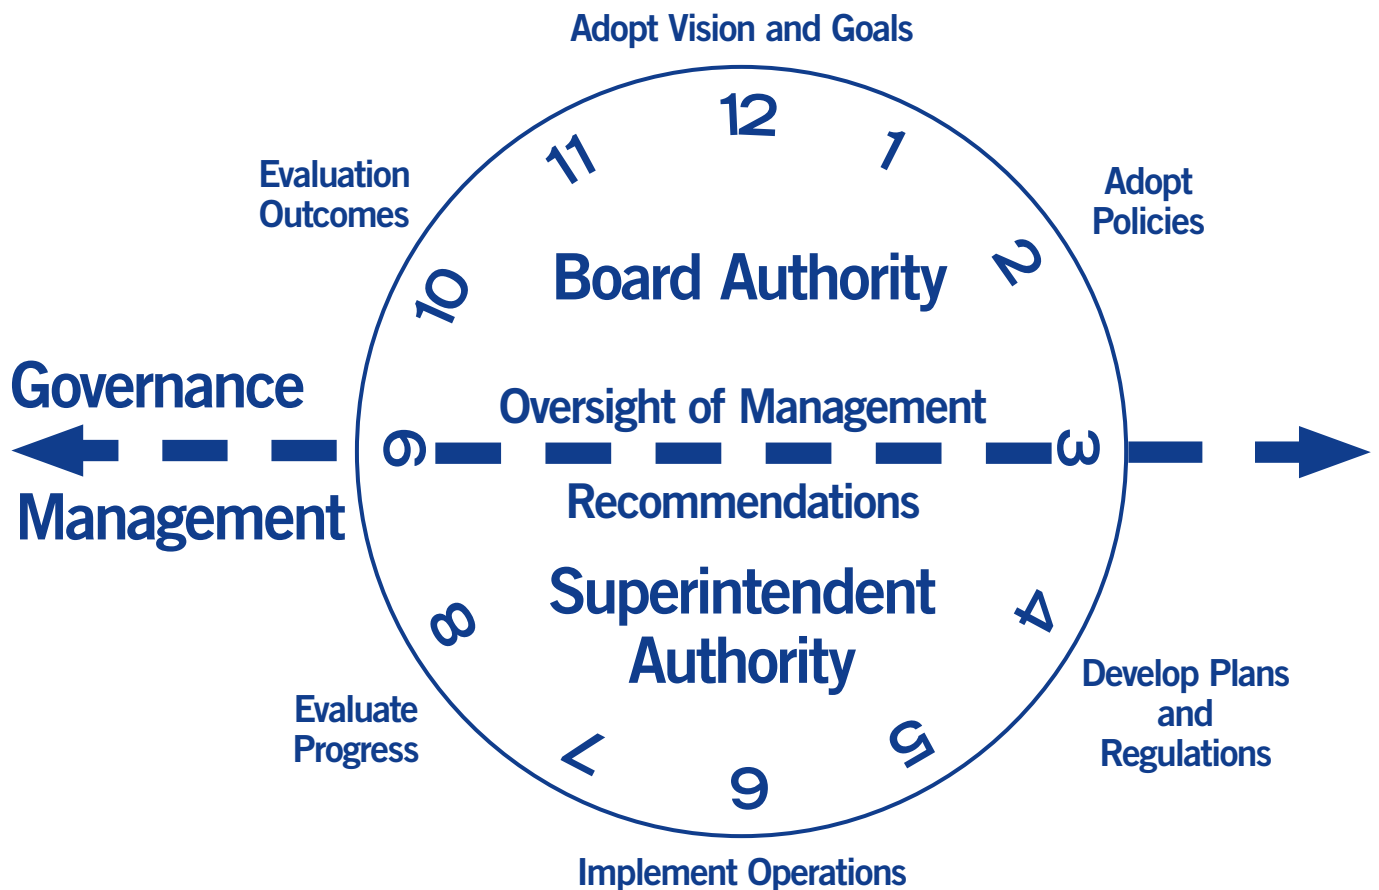 Adopt Vision and Goals
12
11
1
Evaluation
Outcomes
Adopt
Policies
2
10
Board Authority
Governance
Oversight of Management
9
3
Recommendations
Management
Superintendent
Authority
8
4
Develop Plans
and
Regulations
Evaluate
Progress
7
5
6
Implement Operations